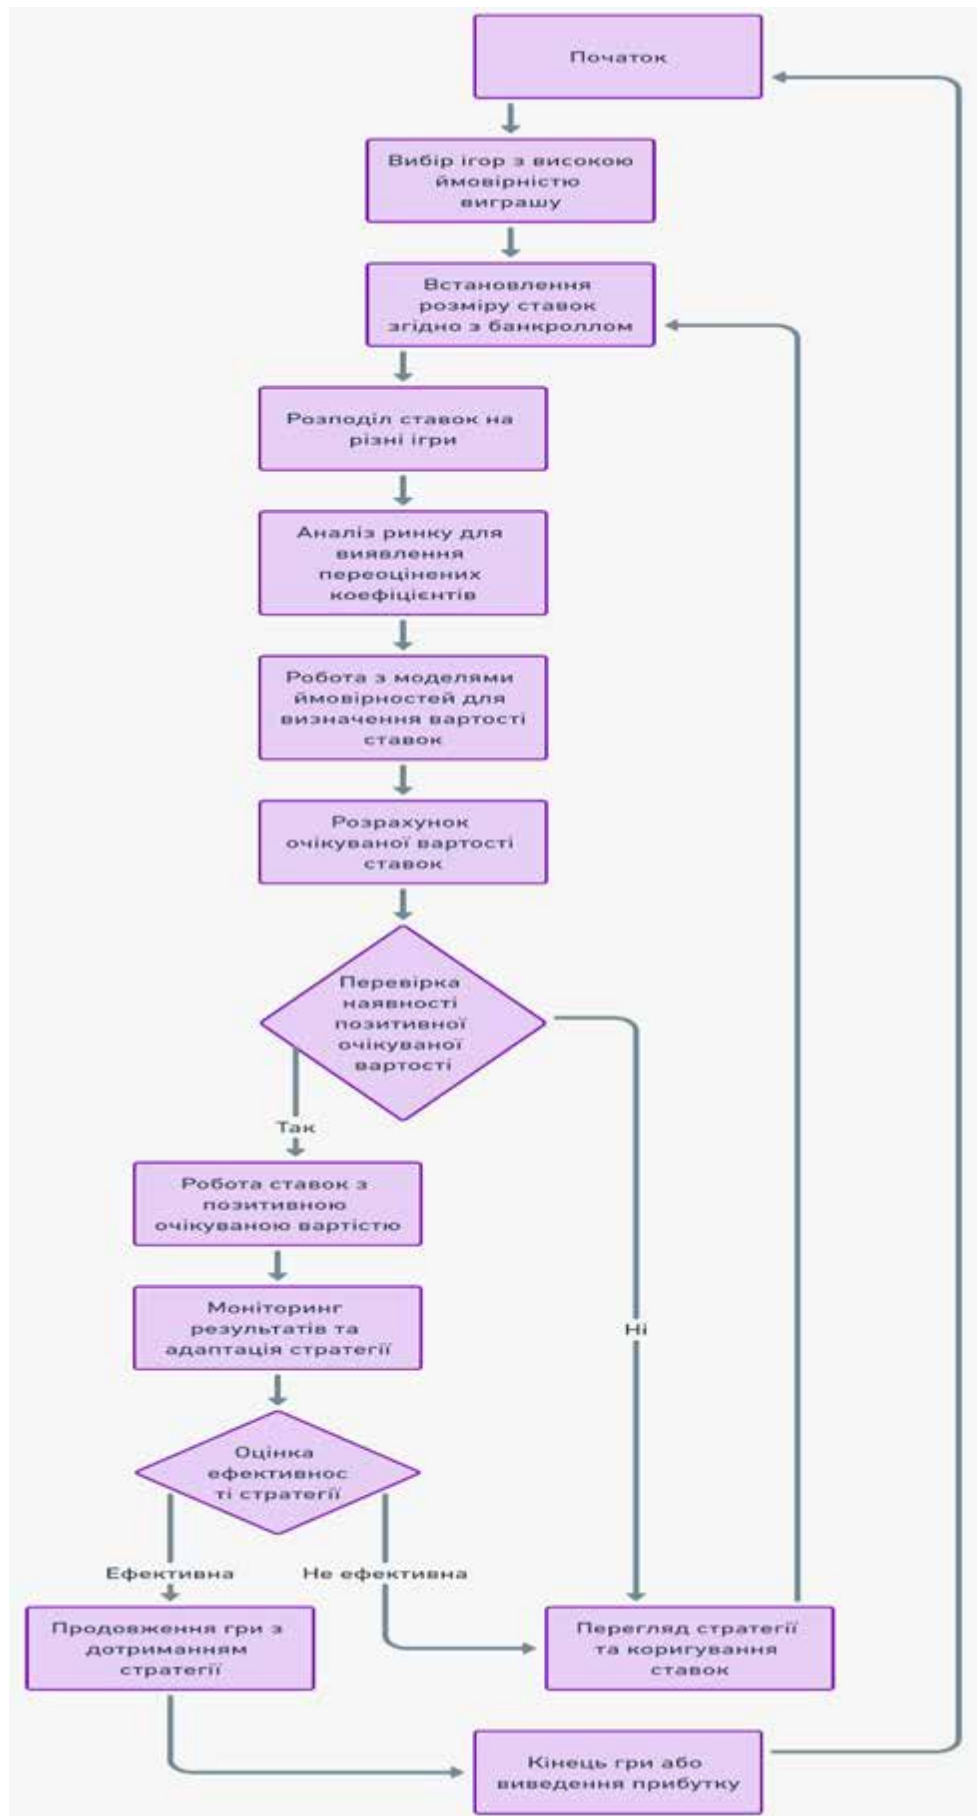 Початок
Вибір ігор з високою
ймовірністю
виграшу
Встановлення
розміру ставок
згідно з банкроллом
Розподіл ставок на
різні ігри
Аналіз ринку для
виявлення
переоцінених
коефіцієнтів
Робота з моделями
ймовірностей для
визначення вартості
ставок
Розрахунок
очікуваної вартості
ставок
Перевірка
наявності
позитивної
очікуваної
вартості
Так
Робота ставок з
позитивною
очікуваною вартістю
Моніторинг
результатів та
адаптація стратегії
Ні
Оцінка
ефективнос
ті стратегії
Ефективна
Не ефективна
Продовження гри з
дотриманням
стратегії
Перегляд стратегії
та коригування
ставок
Кінець гри або
виведення прибутку